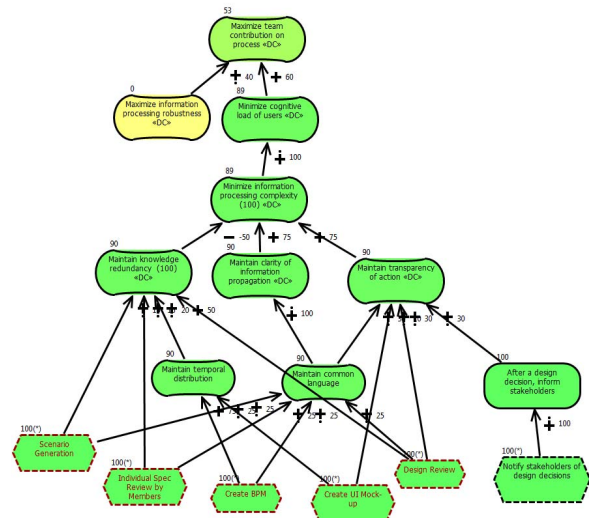 53
Maximize team
contribution on
process «DC»
40
60
0
Maximize information
processing robustness
«DC»
89
Minimize cognitive
load of users «DC»
100
89
Minimize information
processing complexity
(100) «DC»
-50
75
75
90
Maintain knowledge
redundancy (100)
«DC»
90
Maintain clarity of
information
propagation «DC»
90
Maintain transparency
of action «DC»
20
50
100
30
30
90
Maintain temporal
distribution
90
Maintain common
language
100
After a design
decision, inform
stakeholders
25
25
25
25
100
100(*)
Scenario
Generation
100(*)
Individual Spec
Review by
Members
100(*)
Create BPM
100(*)
Create UI Mock-
up
100(*)
Design Review
100(*)
Notify stakeholders of
design decisions